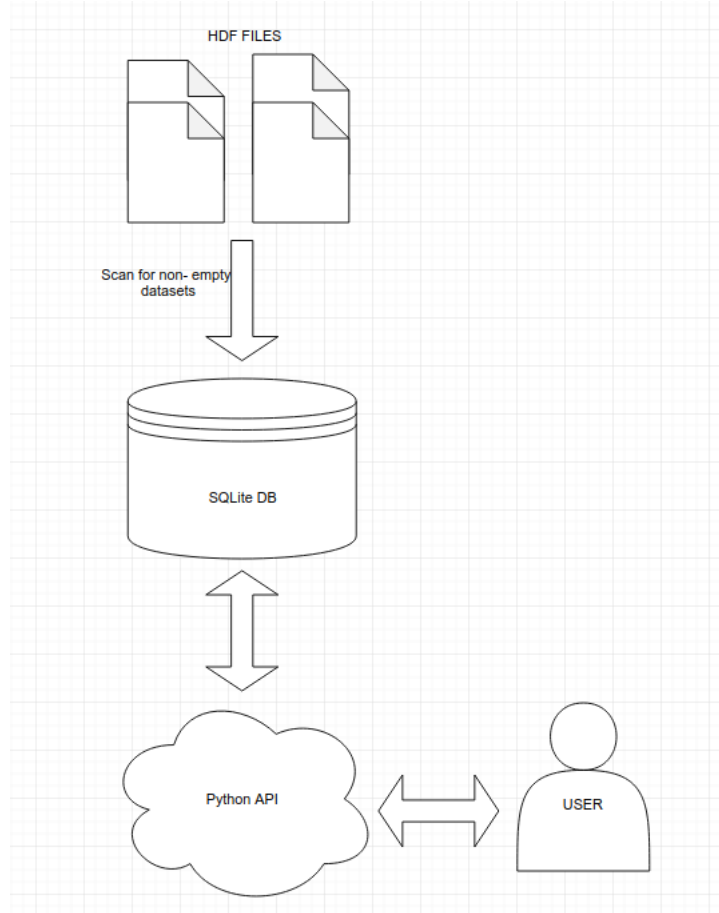 HDF FILES
Scan for non- empty
datasets
SQLite DB
Python API
USER